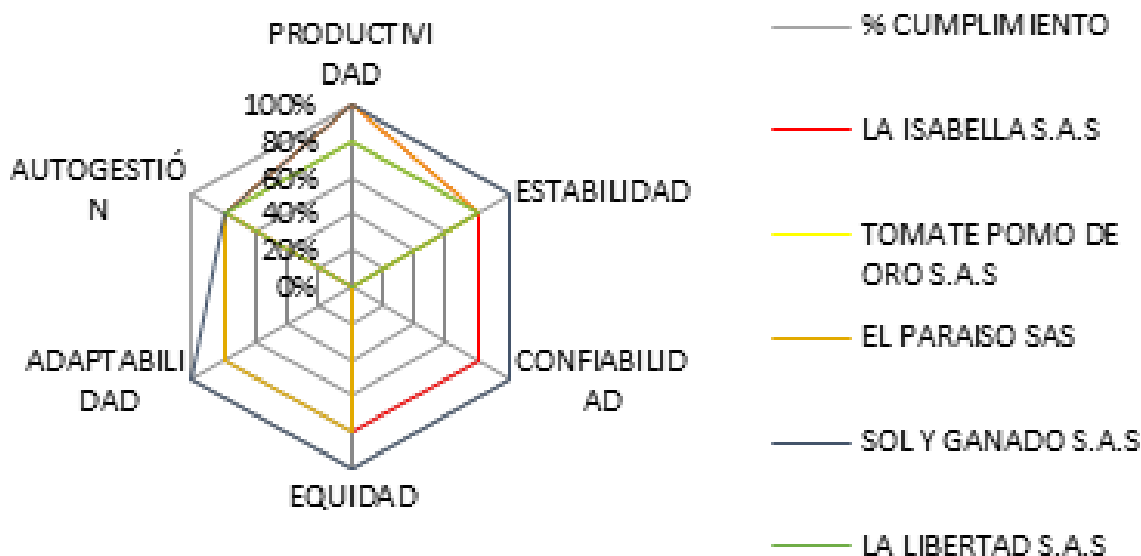 PRODUCTIVI
DAD
100%
80%
60%
40%
20%
0%
ESTABILIDAD
CONFIABILID
AD
EQUIDAD
ADAPTABILI
DAD
AUTOGESTIÓ
N
% CUMPLIMIENTO
LA ISABELLA S.A.S
TOMATE POMO DE
ORO S.A.S
EL PARAISO SAS
SOL Y GANADO S.A.S
LA LIBERTAD S.A.S